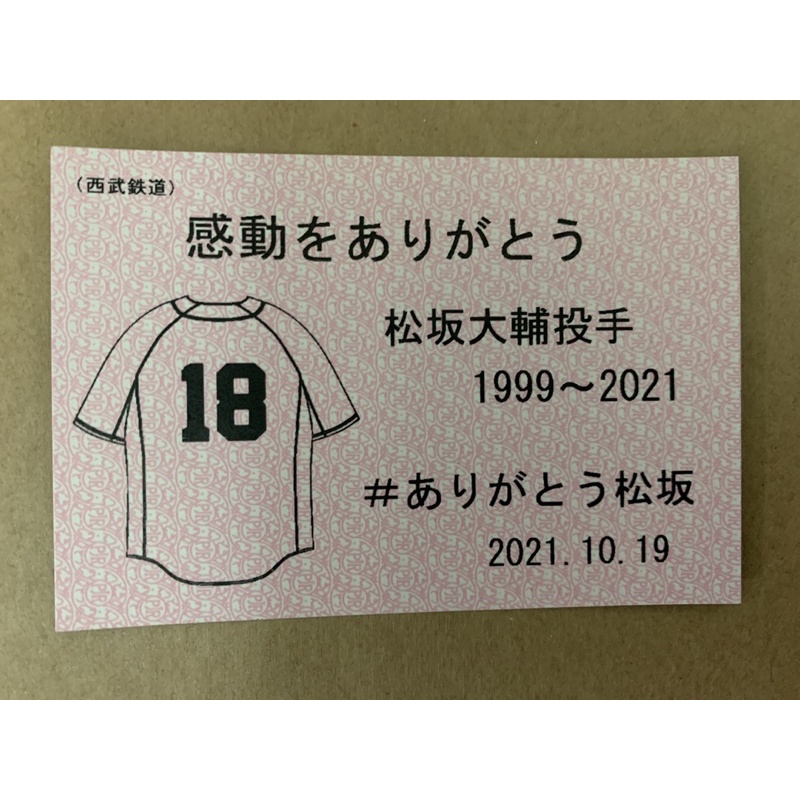 (西武鉄道)
感動をありがとう
松坂大輔投手
1999～2021
18
#ありがとう松坂
2021.10.19